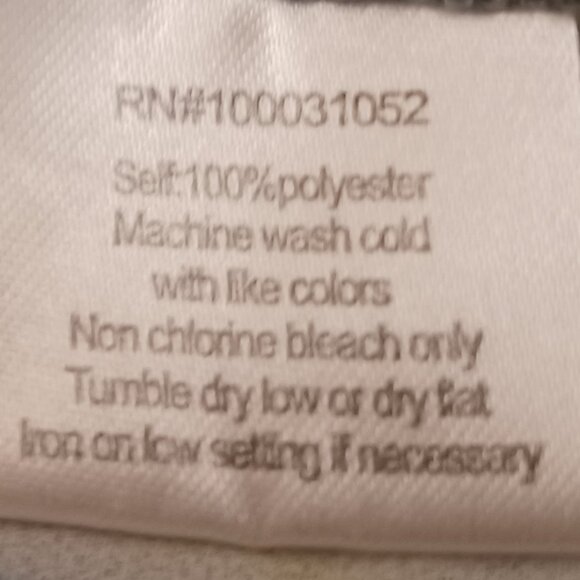 RN#100031052
Self:100%polyester
Machine wash cold
with like colors
Non chlorine bleach only
Tumble dry low or dry flat
Iron on low setting if necessary